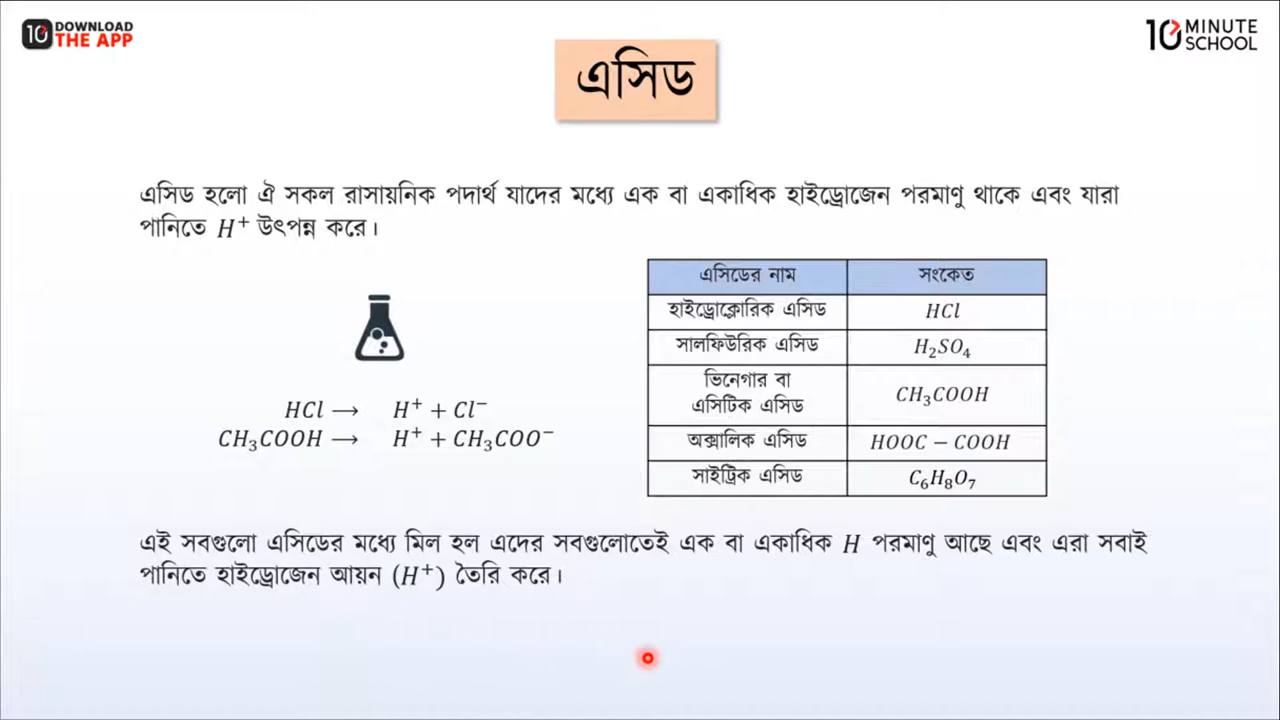 DOWNLOAD
THE APP
10 MINUTE
SCHOOL
এসিড
এসিড হলো ঐ সকল রাসায়নিক পদার্থ যাদের মধ্যে এক বা একাধিক হাইড্রোজেন পরমাণু থাকে এবং যারা
পানিতে H⁺ উৎপন্ন করে।
HCl ⟶ H⁺ + Cl⁻
CH₃COOH ⟶ H⁺ + CH₃COO⁻
এসিডের নাম সংকেত
হাইড্রোক্লোরিক এসিড HCl
সালফিউরিক এসিড H₂SO₄
ভিনেগার বা
এসিটিক এসিড CH₃COOH
অক্সালিক এসিড HOOC − COOH
সাইট্রিক এসিড C₆H₈O₇
এই সবগুলো এসিডের মধ্যে মিল হল এদের সবগুলোতেই এক বা একাধিক H পরমাণু আছে এবং এরা সবাই
পানিতে হাইড্রোজেন আয়ন (H⁺) তৈরি করে।